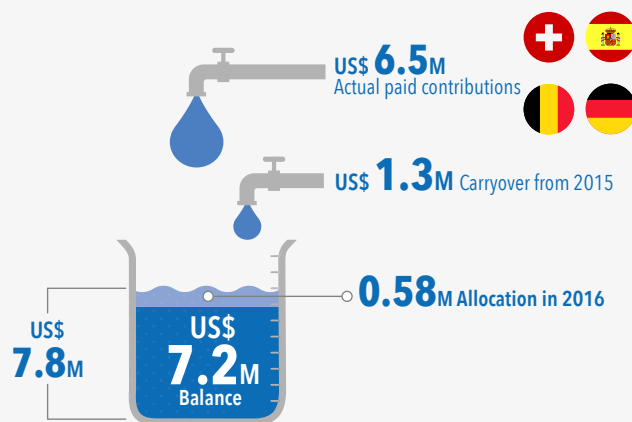 US$ 6.5M
Actual paid contributions
US$ 1.3M Carryover from 2015
0.58M Allocation in 2016
US$
7.8M
US$
7.2M
Balance